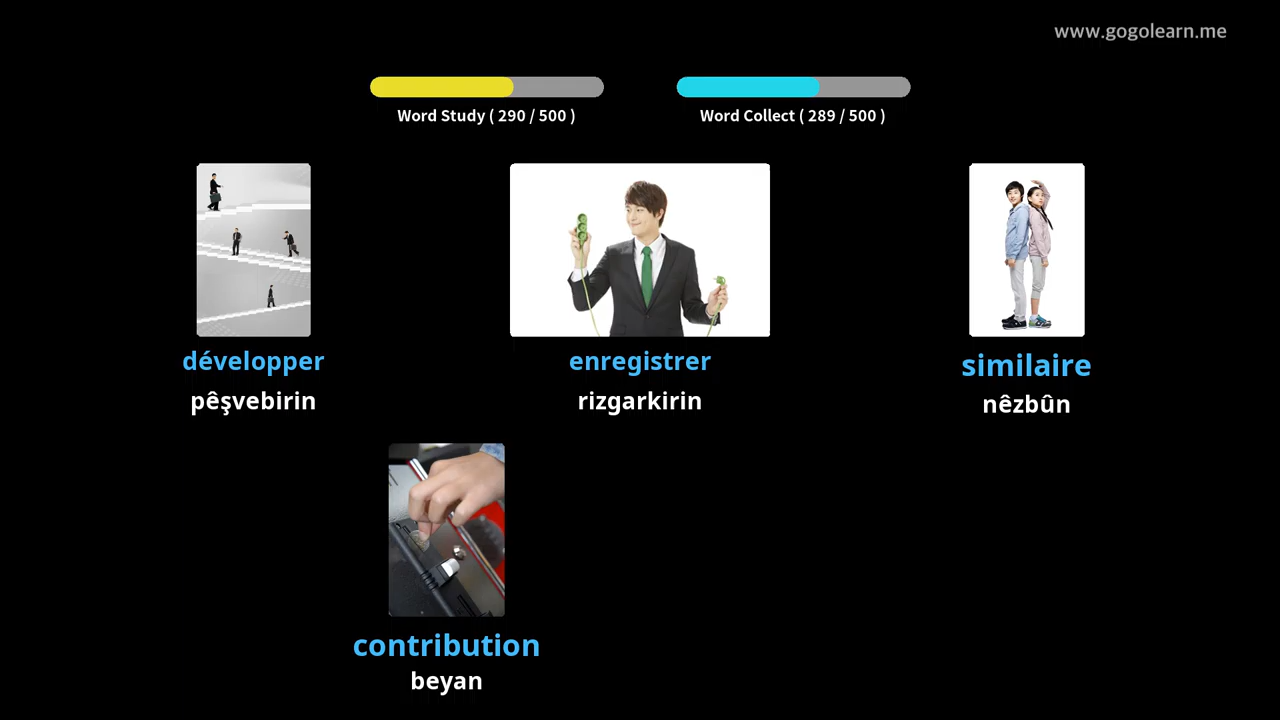 www.gogolearn.me
Word Study ( 290 / 500 )
Word Collect ( 289 / 500 )
développer
enregistrer
similaire
pêşvebirin
rizgarkirin
nêzbûn
contribution
beyan